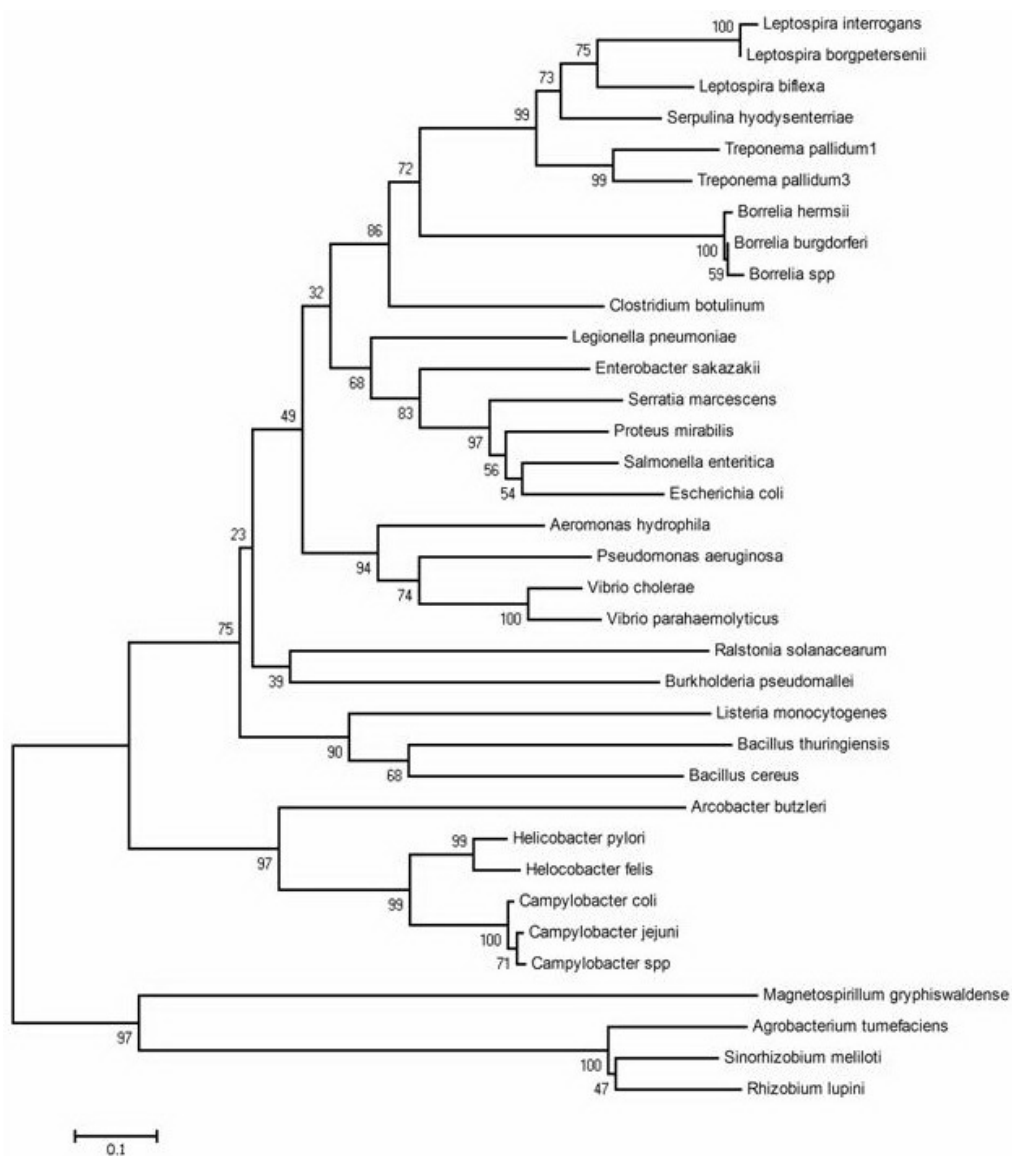 100 Leptospira interrogans
75 Leptospira borgpetersenii
73 Leptospira biflexa
99 Serpulina hyodysenterriae
Treponema pallidum1
72 99 Treponema pallidum3
Borrelia hermsii
86 100 Borrelia burgdorferi
59 Borrelia spp
32 Clostridium botulinum
Legionella pneumoniae
68 Enterobacter sakazakii
49 83 Serratia marcescens
97 Proteus mirabilis
56 Salmonella enteritica
54 Escherichia coli
23 Aeromonas hydrophila
94 Pseudomonas aeruginosa
74 Vibrio cholerae
75 100 Vibrio parahaemolyticus
Ralstonia solanacearum
39 Burkholderia pseudomallei
Listeria monocytogenes
90 Bacillus thuringiensis
68 Bacillus cereus
Arcobacter butzleri
99 Helicobacter pylori
97 Helocobacter felis
99 Campylobacter coli
100 Campylobacter jejuni
71 Campylobacter spp
Magnetospirillum gryphiswaldense
97 Agrobacterium tumefaciens
100 Sinorhizobium meliloti
47 Rhizobium lupini
0.1